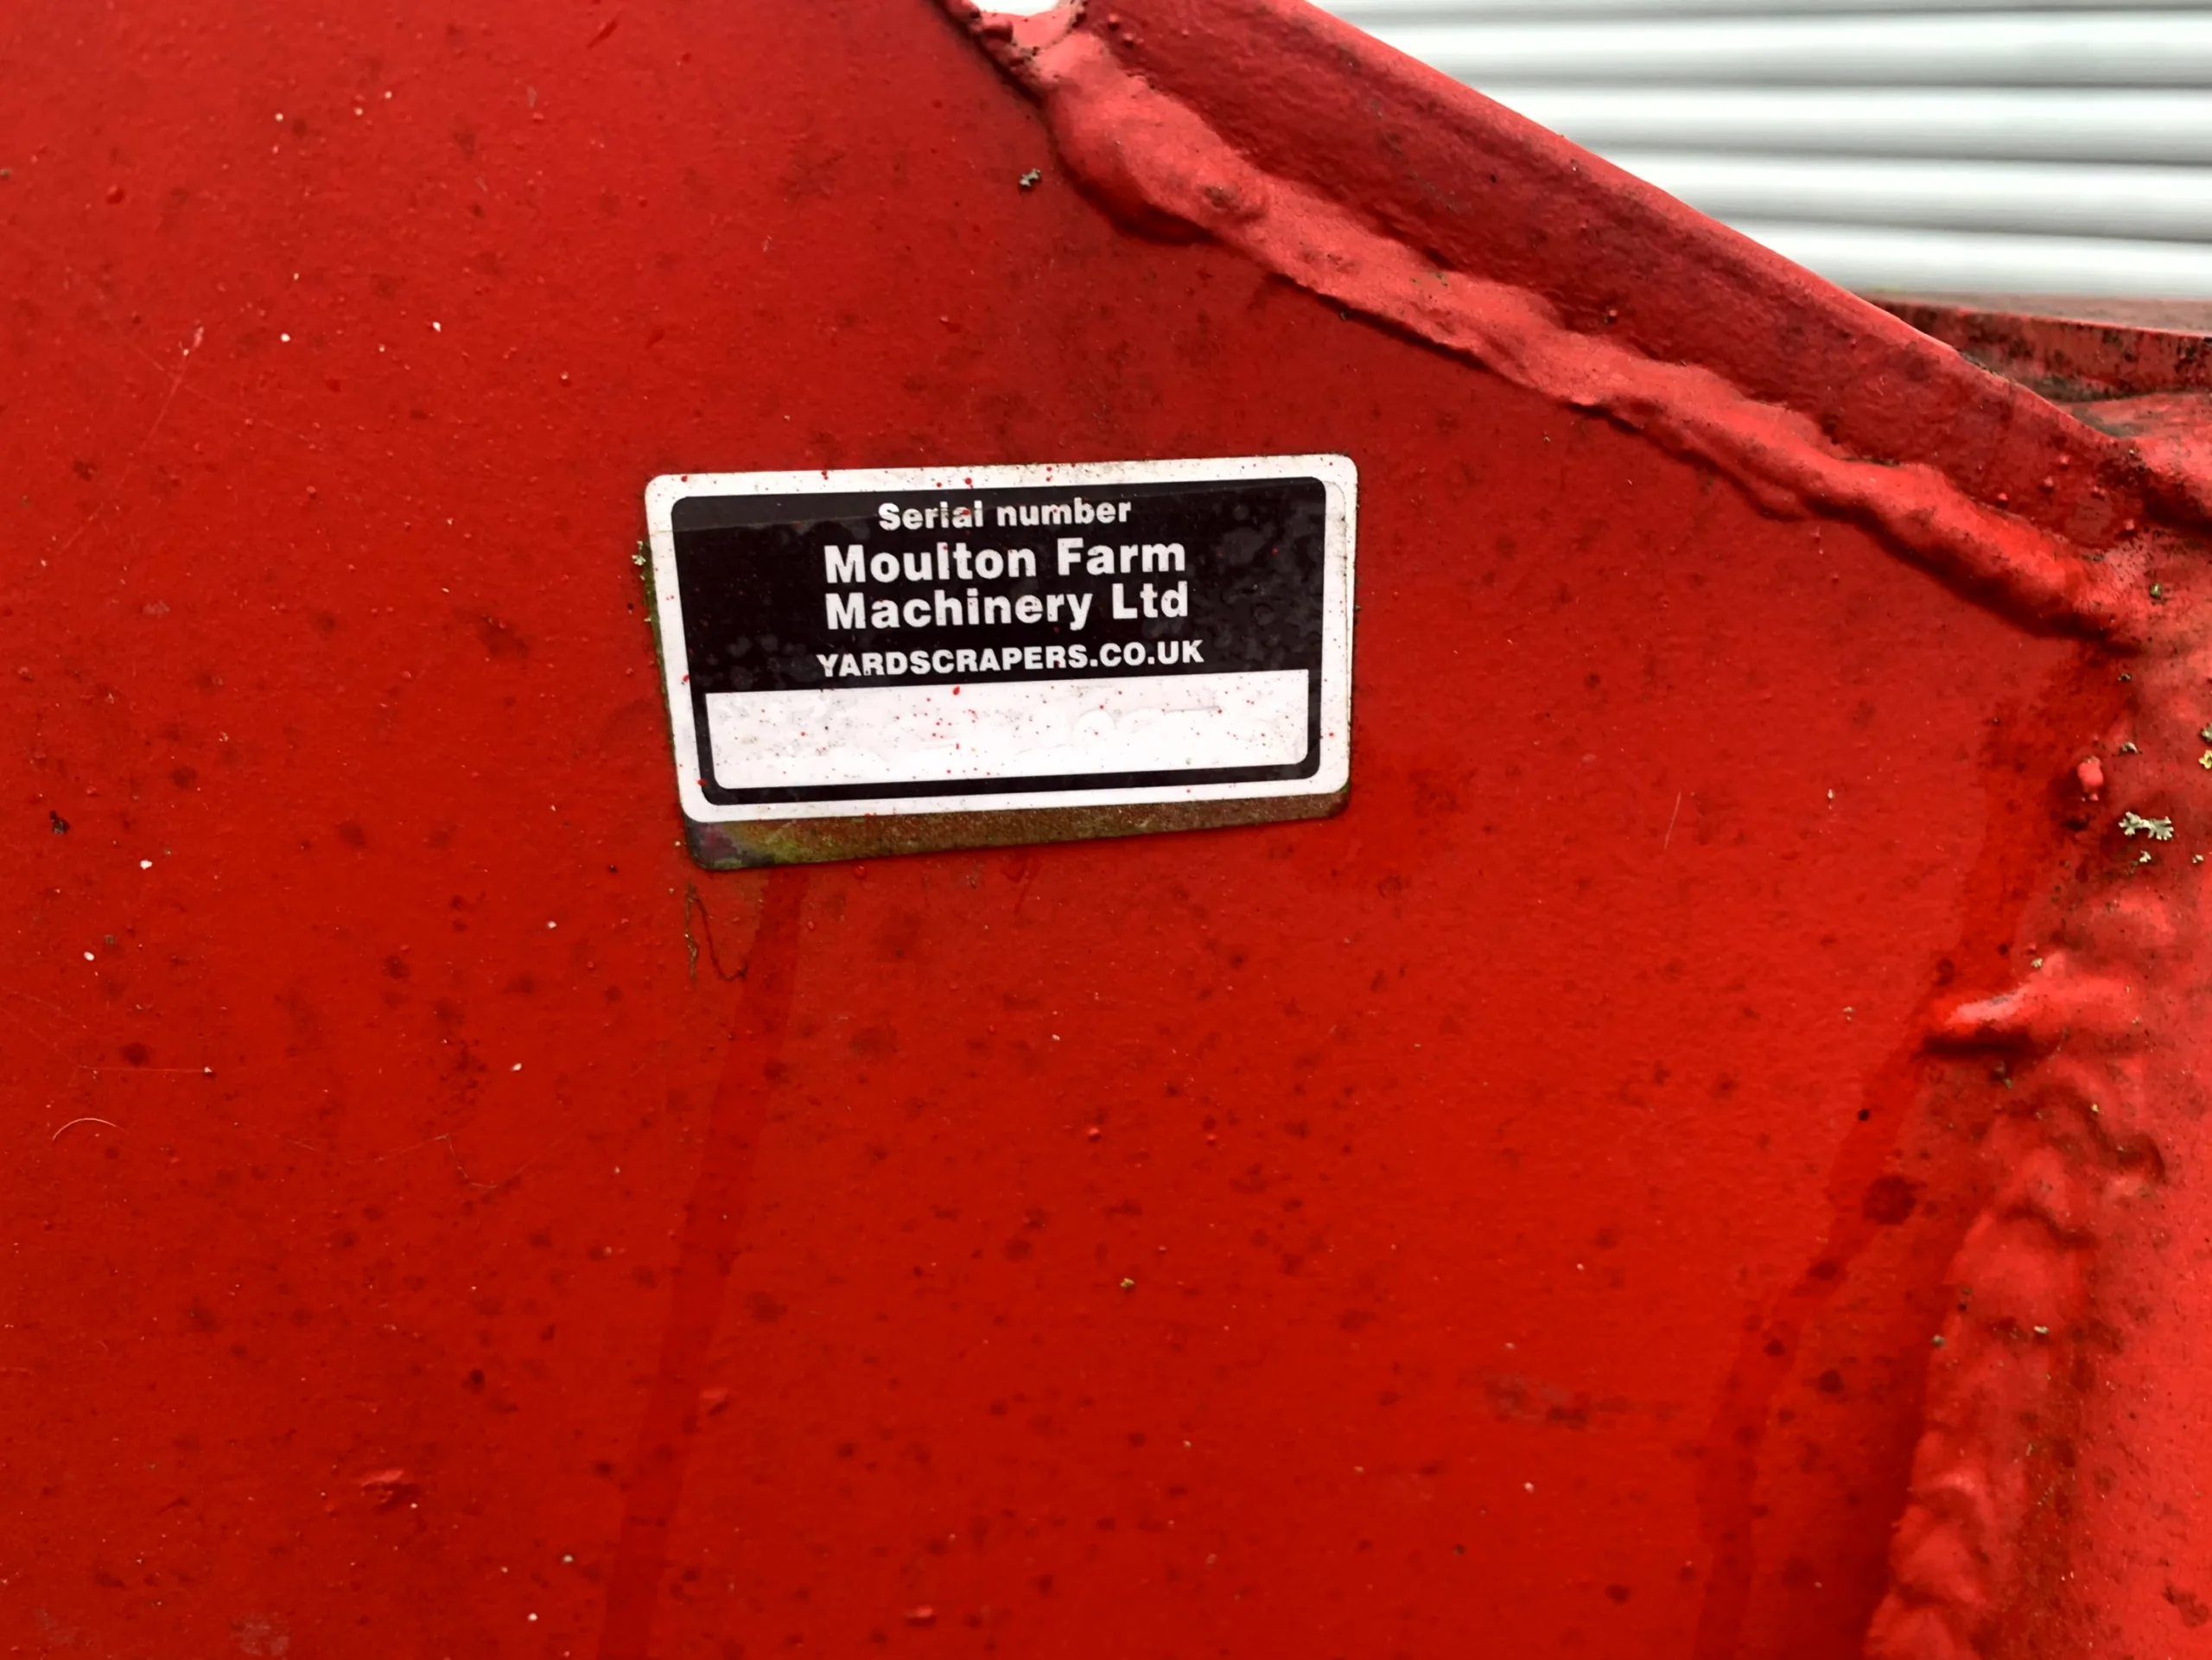 Serial number
Moulton Farm
Machinery Ltd
YARDSCRAPERS.CO.UK